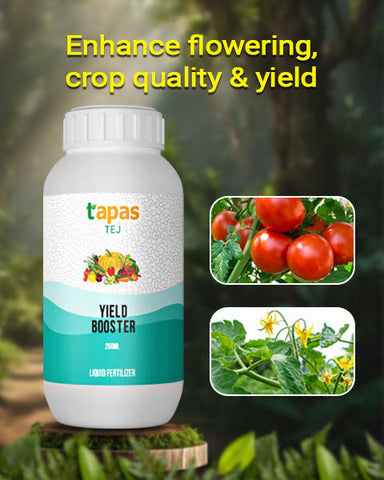 Enhance flowering,
crop quality & yield
tapas
TEJ
YIELD
BOOSTER
250ML
LIQUID FERTILIZER